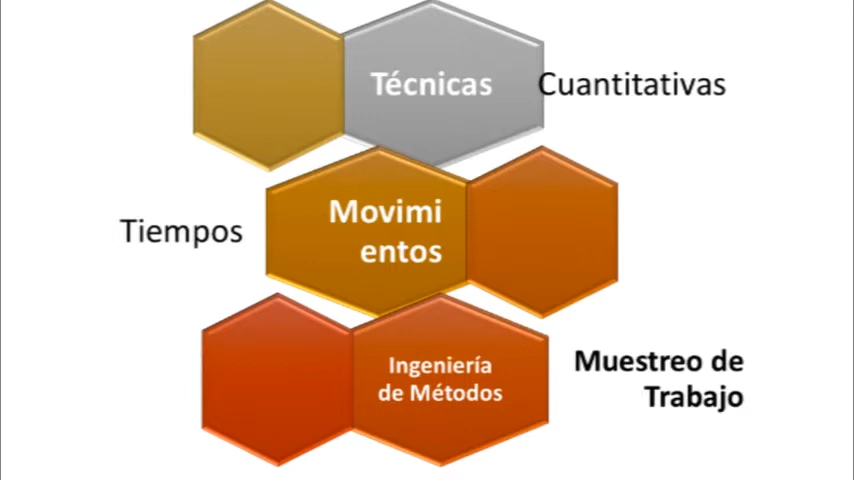 Técnicas Cuantitativas
Tiempos
Movimi
entos
Ingeniería
de Métodos
Muestreo de
Trabajo